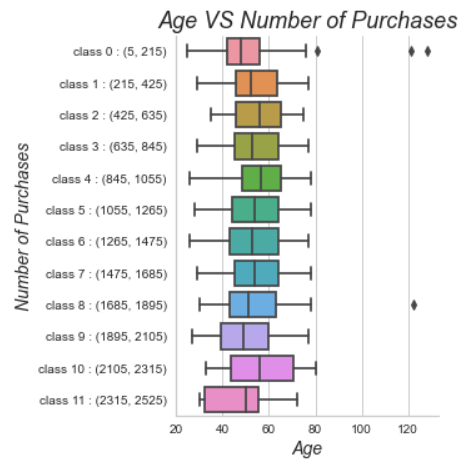 Age VS Number of Purchases
Number of Purchases
class 0 : (5, 215)
class 1 : (215, 425)
class 2 : (425, 635)
class 3 : (635, 845)
class 4 : (845, 1055)
class 5 : (1055, 1265)
class 6 : (1265, 1475)
class 7 : (1475, 1685)
class 8 : (1685, 1895)
class 9 : (1895, 2105)
class 10 : (2105, 2315)
class 11 : (2315, 2525)
20 40 60 80 100 120
Age